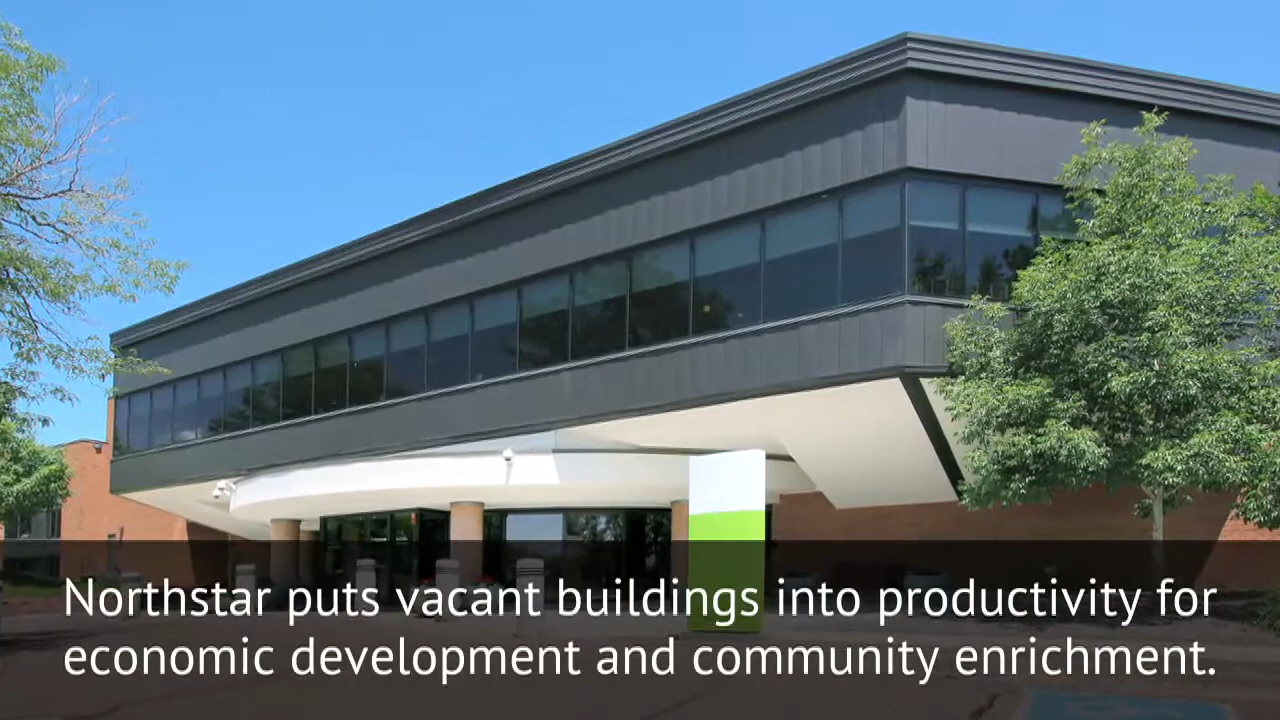 Northstar puts vacant buildings into productivity for
economic development and community enrichment.